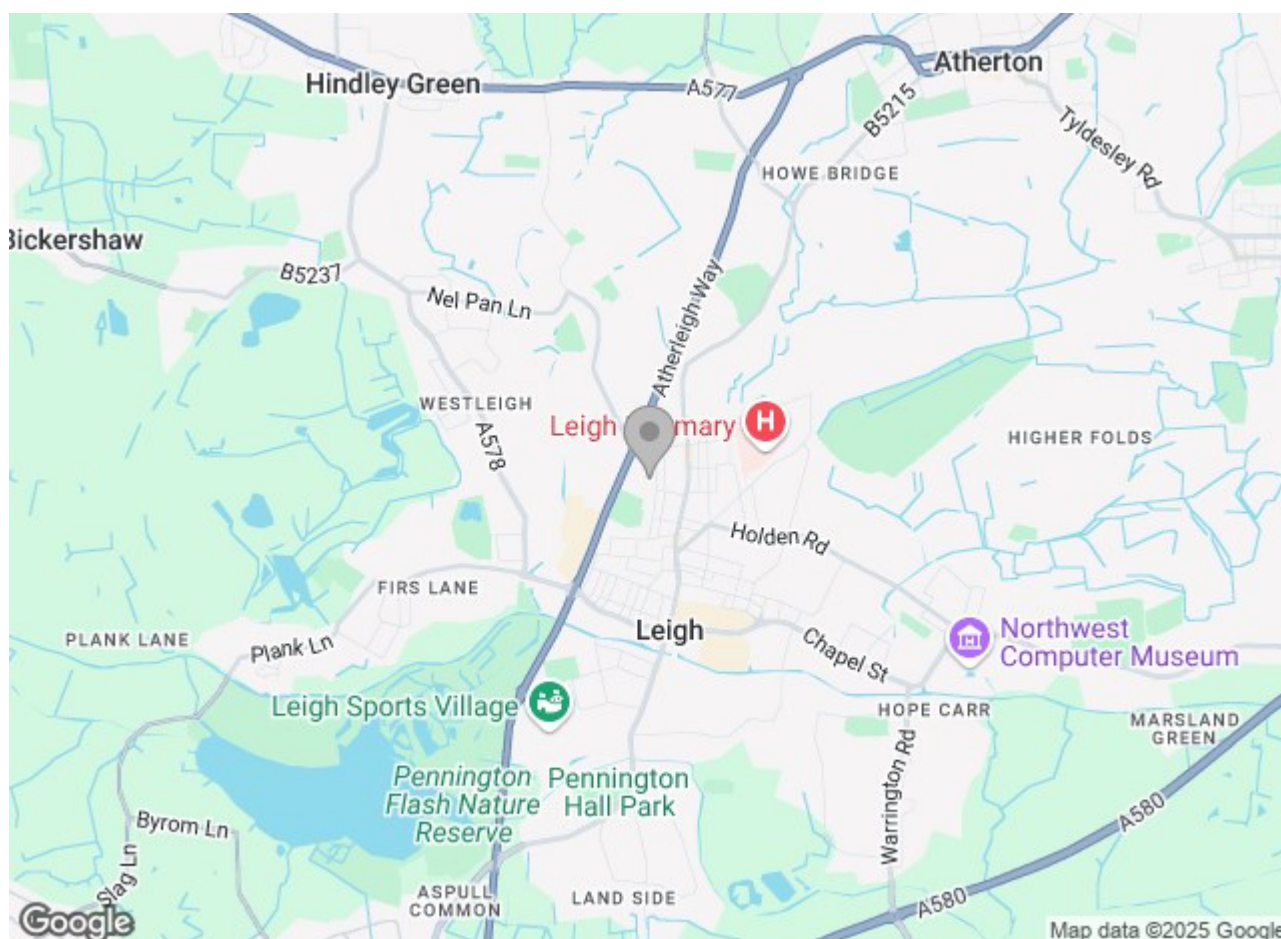 Atherton
Hindley Green
A577
B5215
Tyldesley Rd
HOWE BRIDGE
Bickershaw
B5237
Nel Pan Ln
Atherleigh Way
WESTLEIGH
Leigh
mary
H
A578
HIGHER FOLDS
Holden Rd
FIRS LANE
PLANK LANE
Plank Ln
Leigh
Northwest
Computer Museum
Chapel St
Leigh Sports Village
HOPE CARR
MARSLAND
GREEN
Pennington
Flash Nature
Reserve
Pennington
Hall Park
Warrington Rd
A580
Byrom Ln
Slag Ln
ASPULL
COMMON
LAND SIDE
A580
Google
Map data ©2025 Google